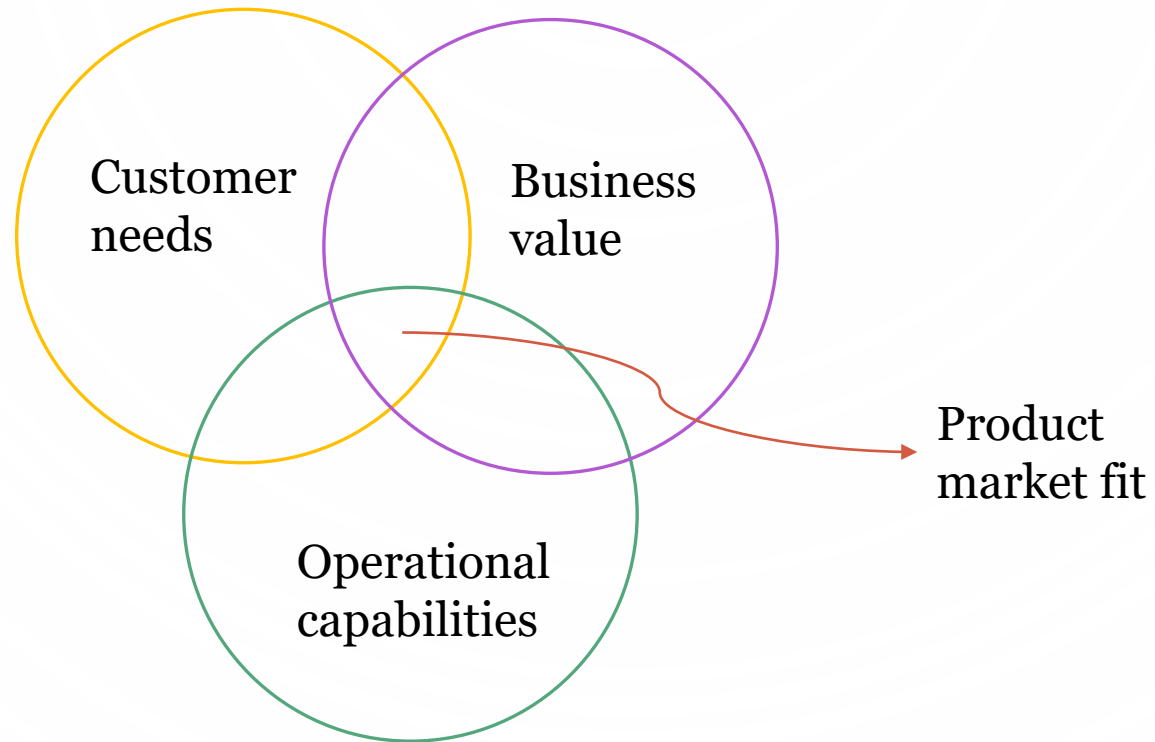 Customer
needs
Business
value
Product
market fit
Operational
capabilities